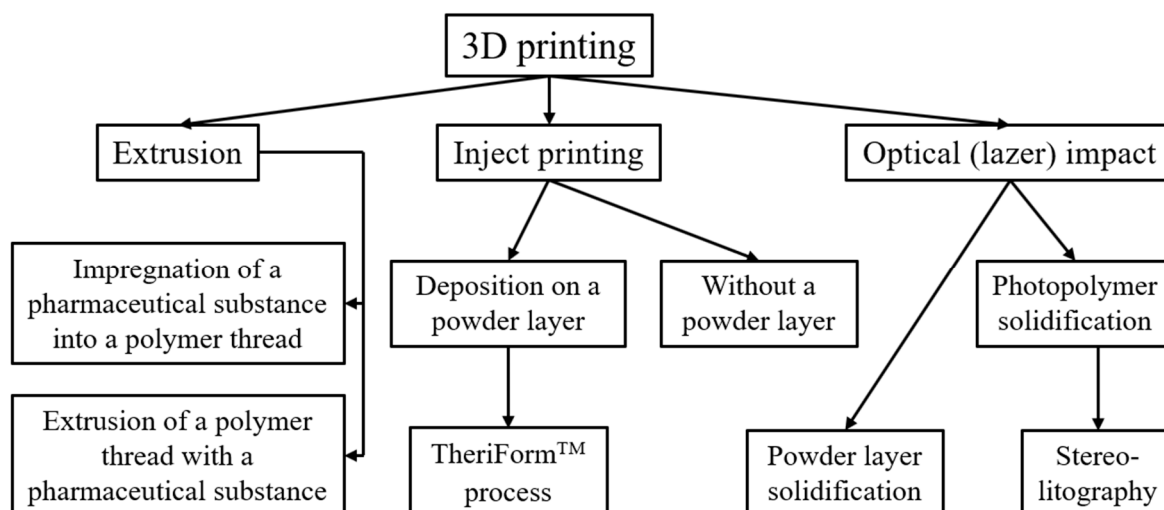 3D printing
Extrusion
Inject printing
Optical (lazer) impact
Impregnation of a
pharmaceutical substance
into a polymer thread
Deposition on a
powder layer
Without a
powder layer
Photopolymer
solidification
Extrusion of a polymer
thread with a
pharmaceutical substance
TheriForm™
process
Powder layer
solidification
Stereo-
litography